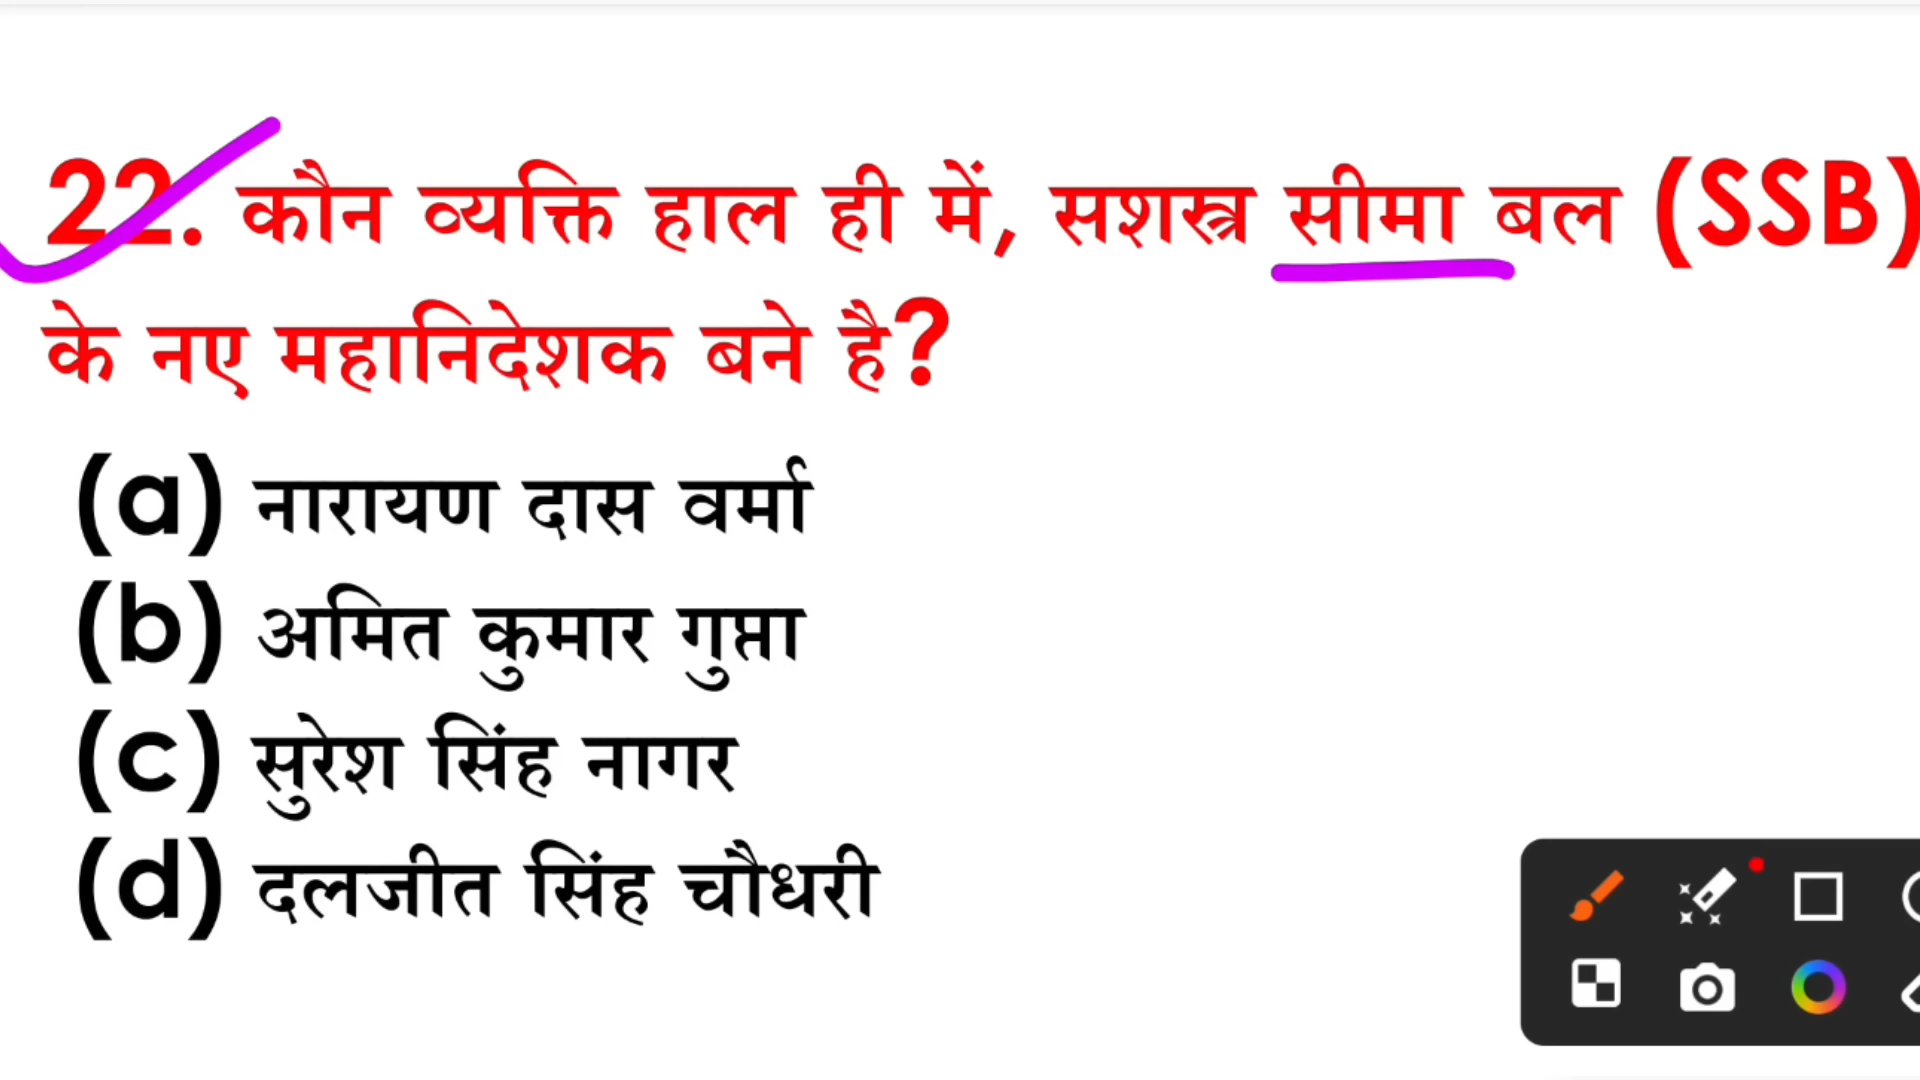 22. कौन व्यक्ति हाल ही में, सशस्त्र सीमा बल (SSB)
के नए महानिदेशक बने है?
(a) नारायण दास वर्मा
(b) अमित कुमार गुप्ता
(c) सुरेश सिंह नागर
(d) दलजीत सिंह चौधरी